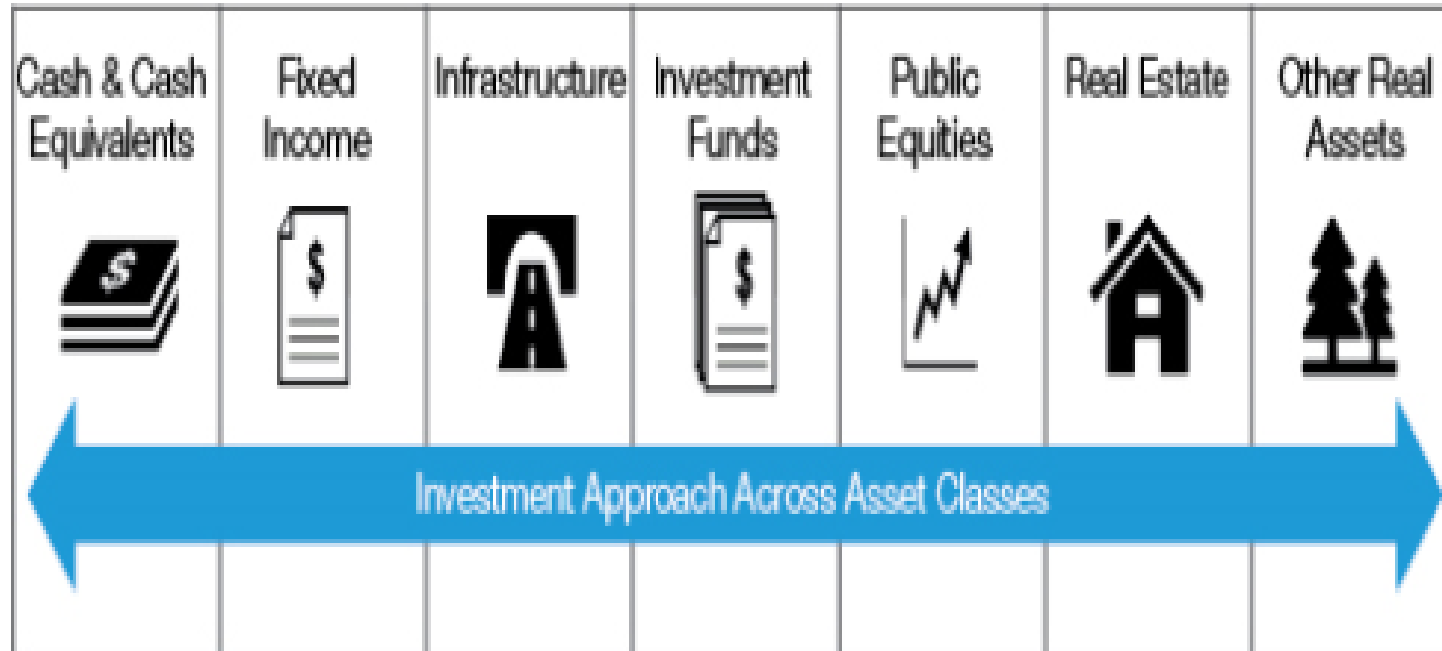 Cash & Cash
Equivalents
Fixed
Income
Infrastructure
Investment
Funds
Public
Equities
Real Estate
Other Real
Assets
$
$
$
Investment Approach Across Asset Classes